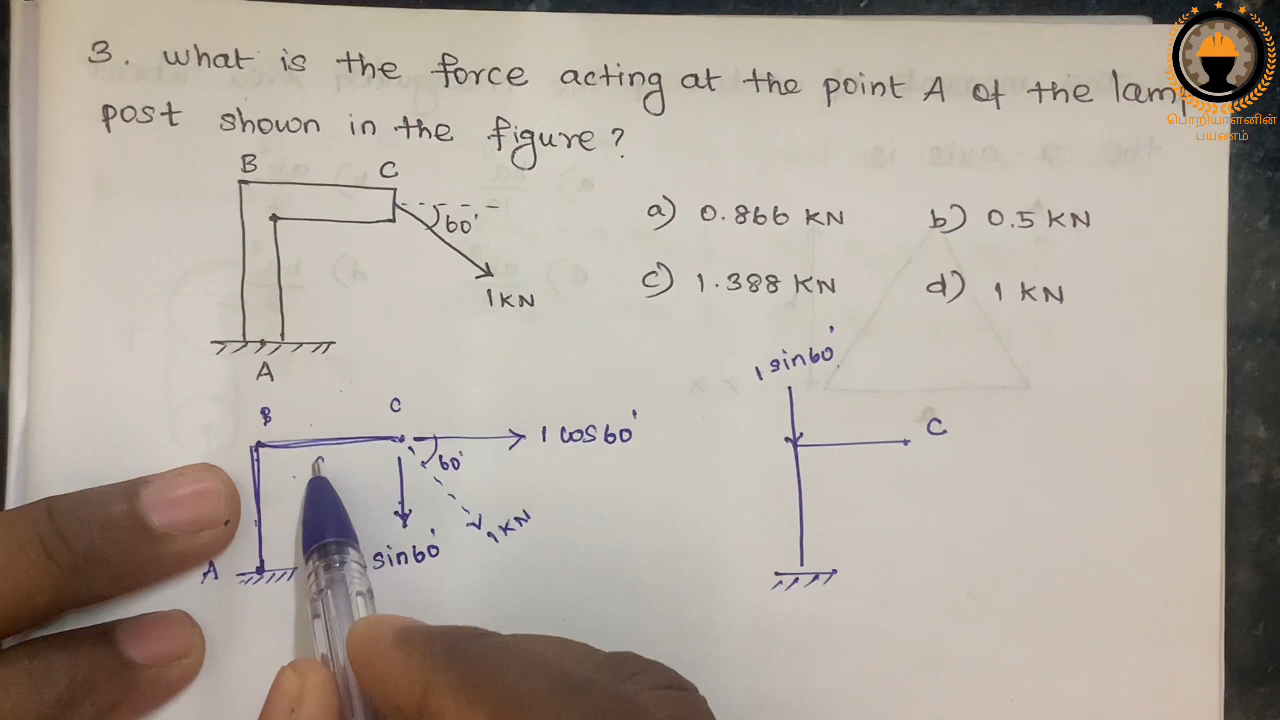 3. What is the force acting at the point A of the lamp
post shown in the figure?
B C
60'
1KN
A
a) 0.866 KN b) 0.5 KN
c) 1.388 KN d) 1 KN
B C
1 cos60'
60'
1KN
sin60'
A
1 sin60'
C
பொறியாளனின்
பயணம்